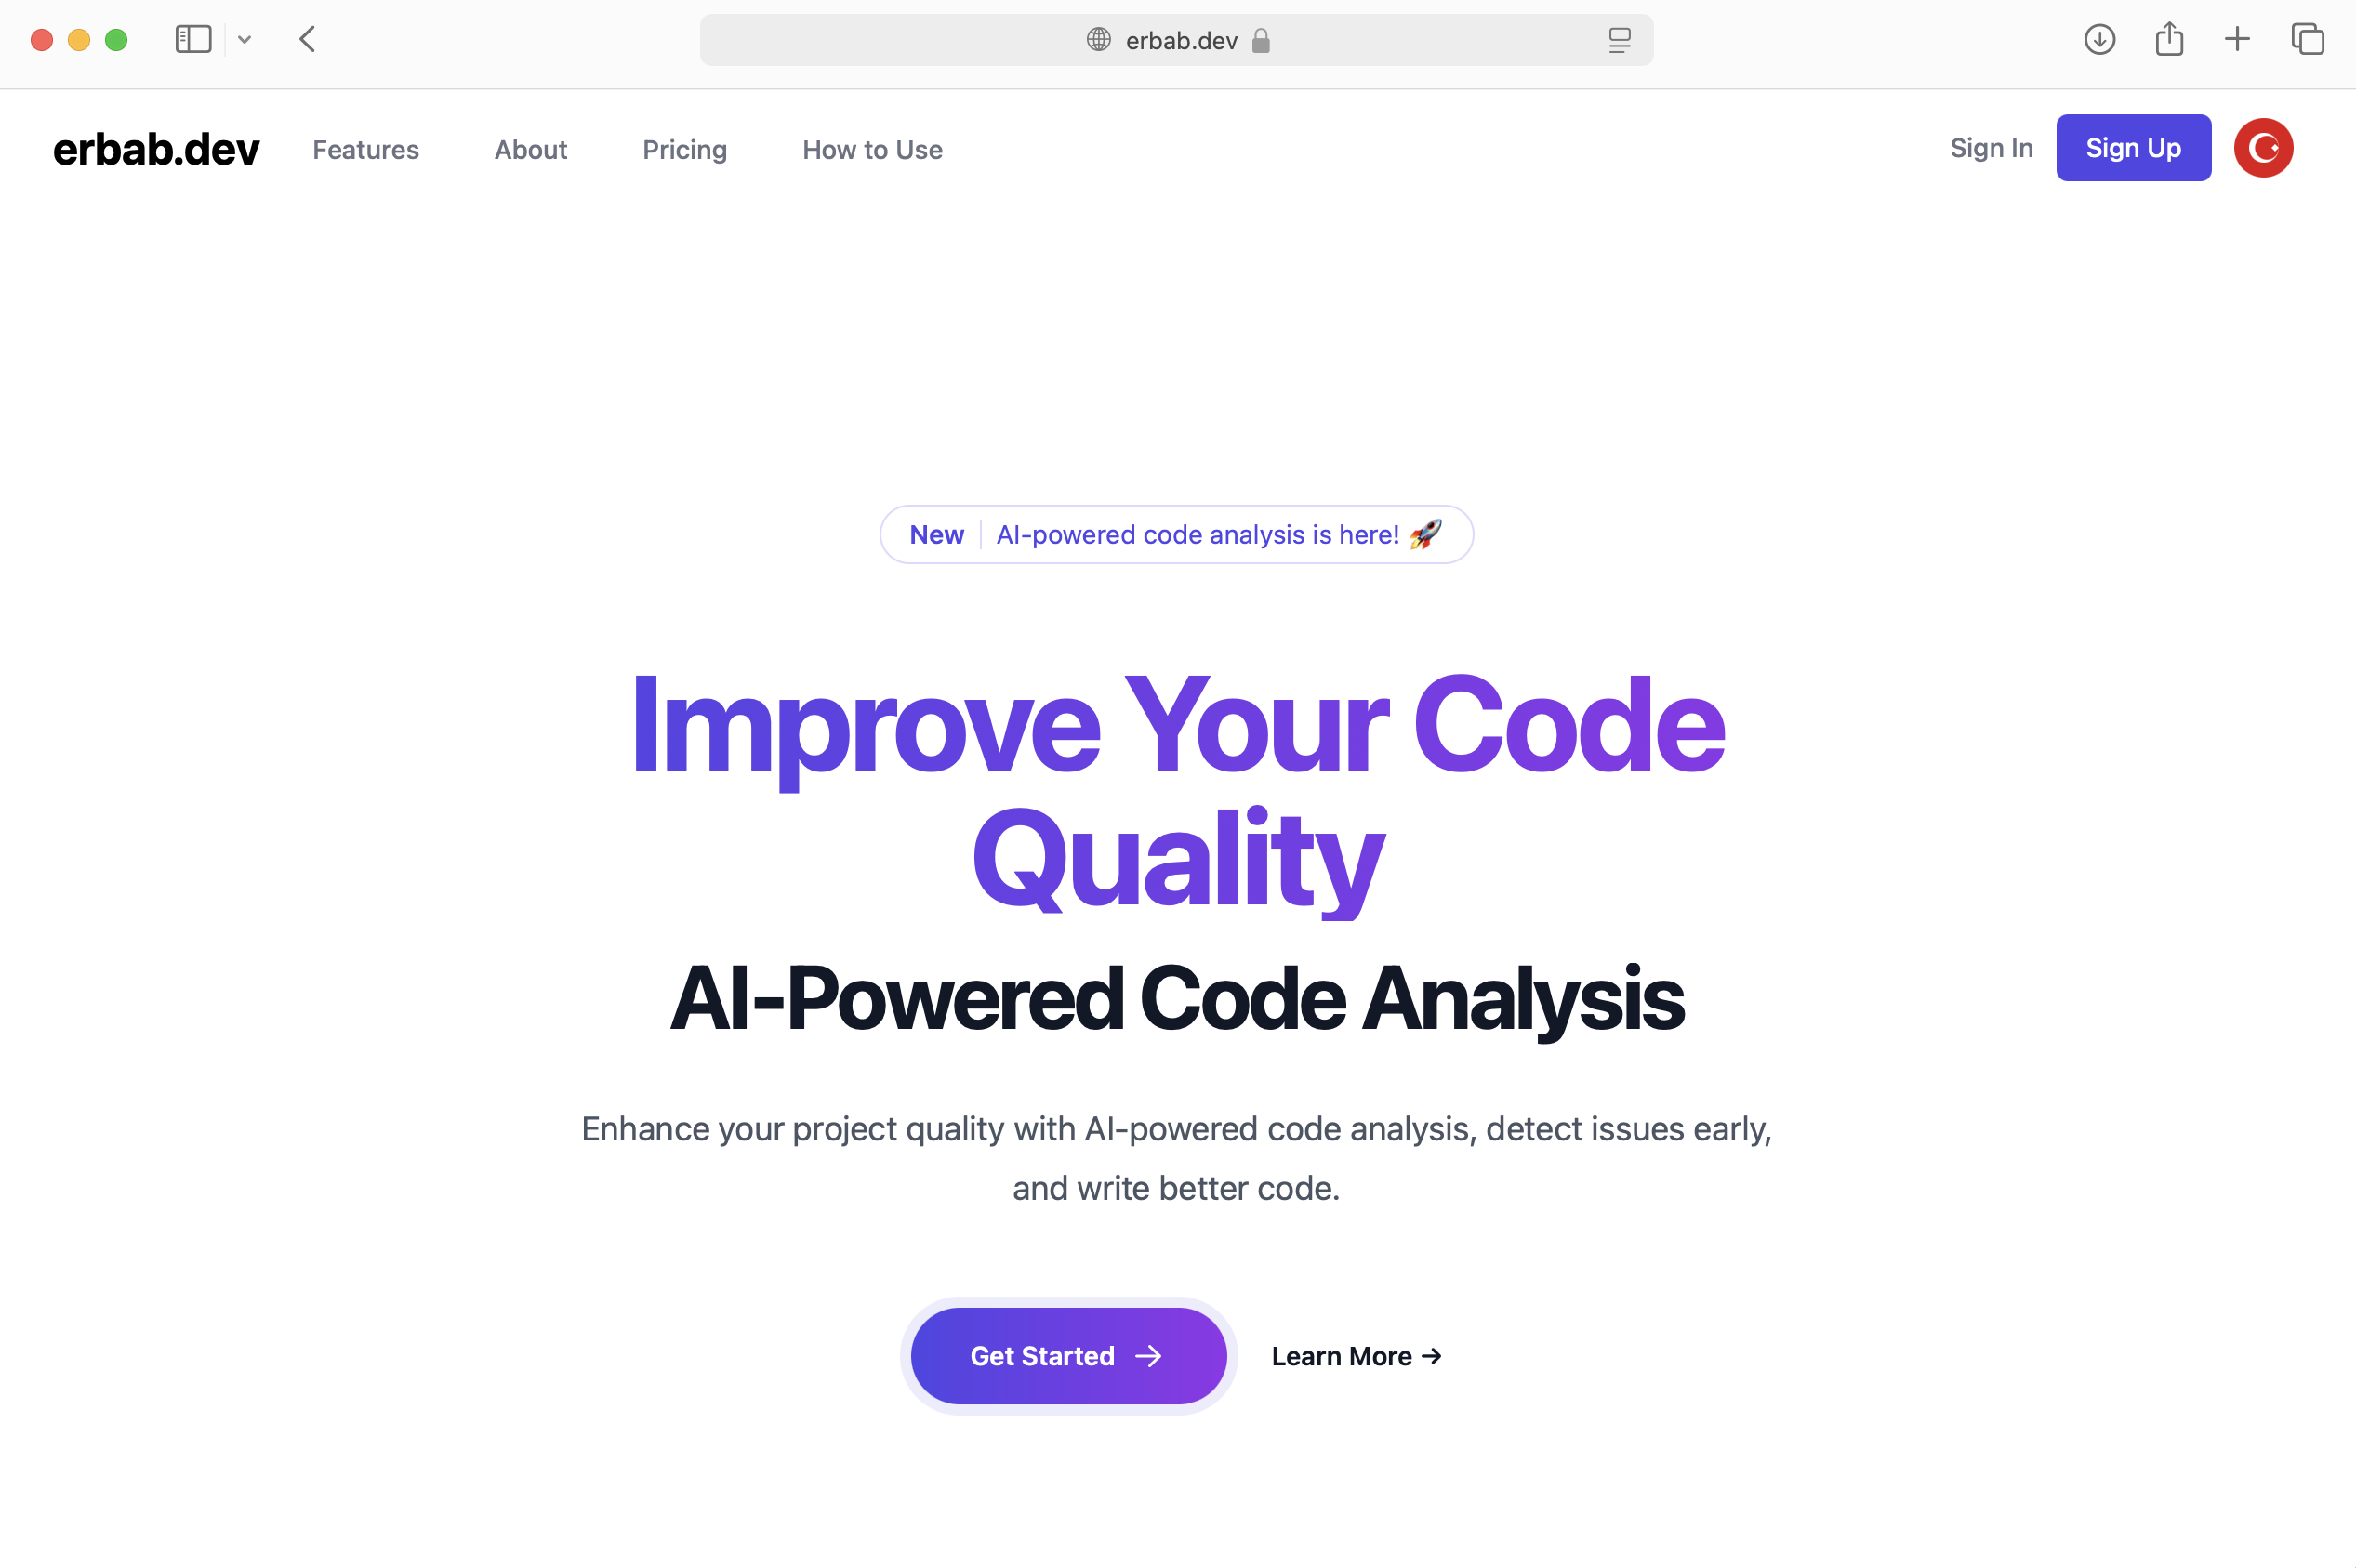 erbab.dev
erbab.dev
Features
About
Pricing
How to Use
Sign In
Sign Up
New
AI-powered code analysis is here! 🚀
Improve Your Code
Quality
AI-Powered Code Analysis
Enhance your project quality with AI-powered code analysis, detect issues early,
and write better code.
Get Started →
Learn More →